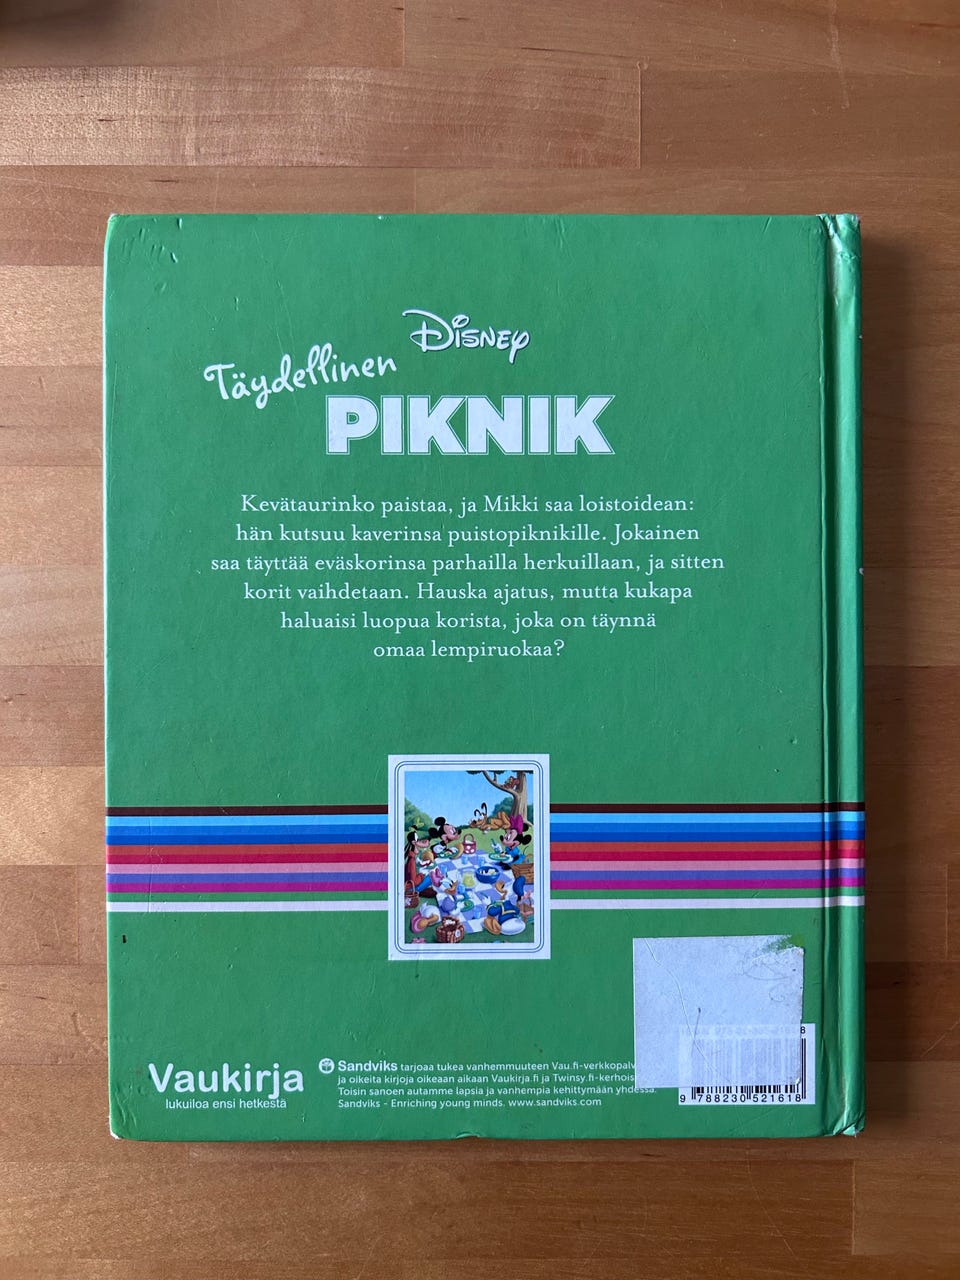 Disney
Täydellinen
PIKNIK
Kevätaurinko paistaa, ja Mikki saa loistoidean:
hän kutsuu kaverinsa puistopiknikille. Jokainen
saa täyttää eväskorinsa parhailla herkuillaan, ja sitten
korit vaihdetaan. Hauska ajatus, mutta kukapa
haluaisi luopua korista, joka on täynnä
omaa lempiruokaa?
Vaukirja
lukuiloa ensi hetkestä
Sandviks tarjoaa tukea vanhemmuuteen Vau.fi-verkkopalv
ja oikeita kirjoja oikeaan aikaan Vaukirja.fi ja Twinsy.fi-kerhois
Toisin sanoen autamme lapsia ja vanhempia kehittymään yhdessä.
Sandviks - Enriching young minds. www.sandviks.com
9 788230 521618